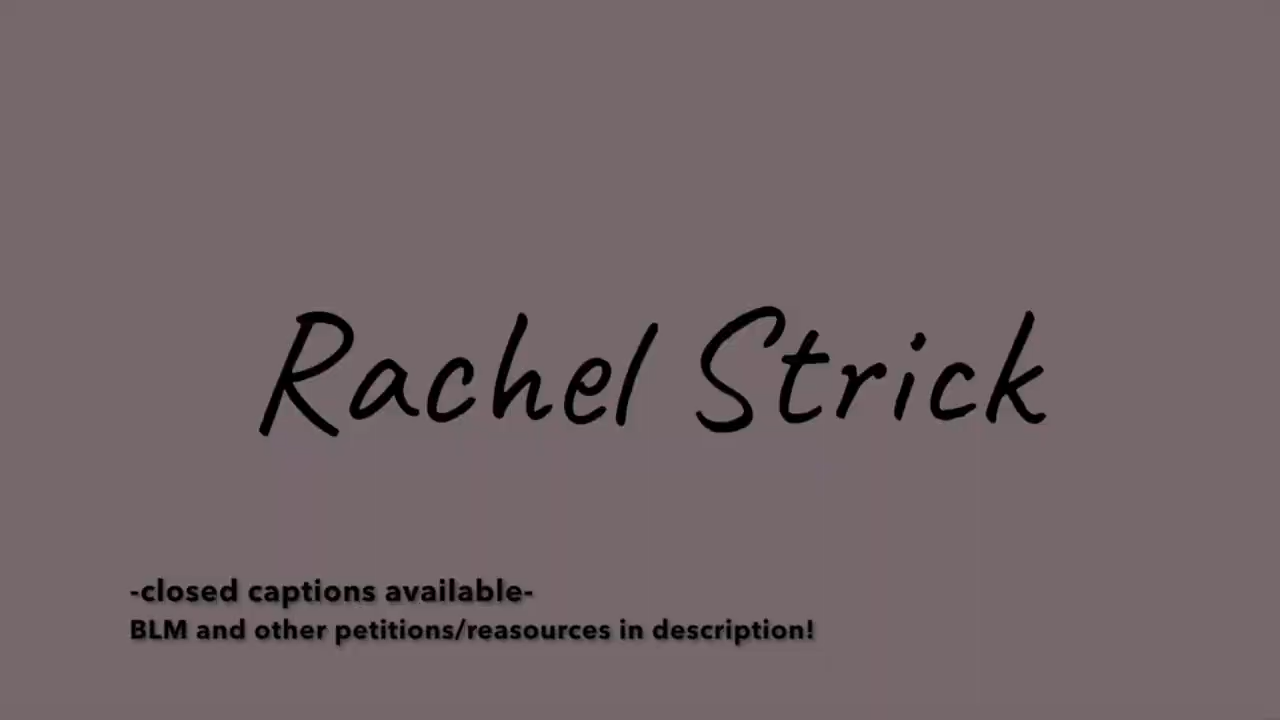 Rachel Strick
-closed captions available-
BLM and other petitions/reasources in description!